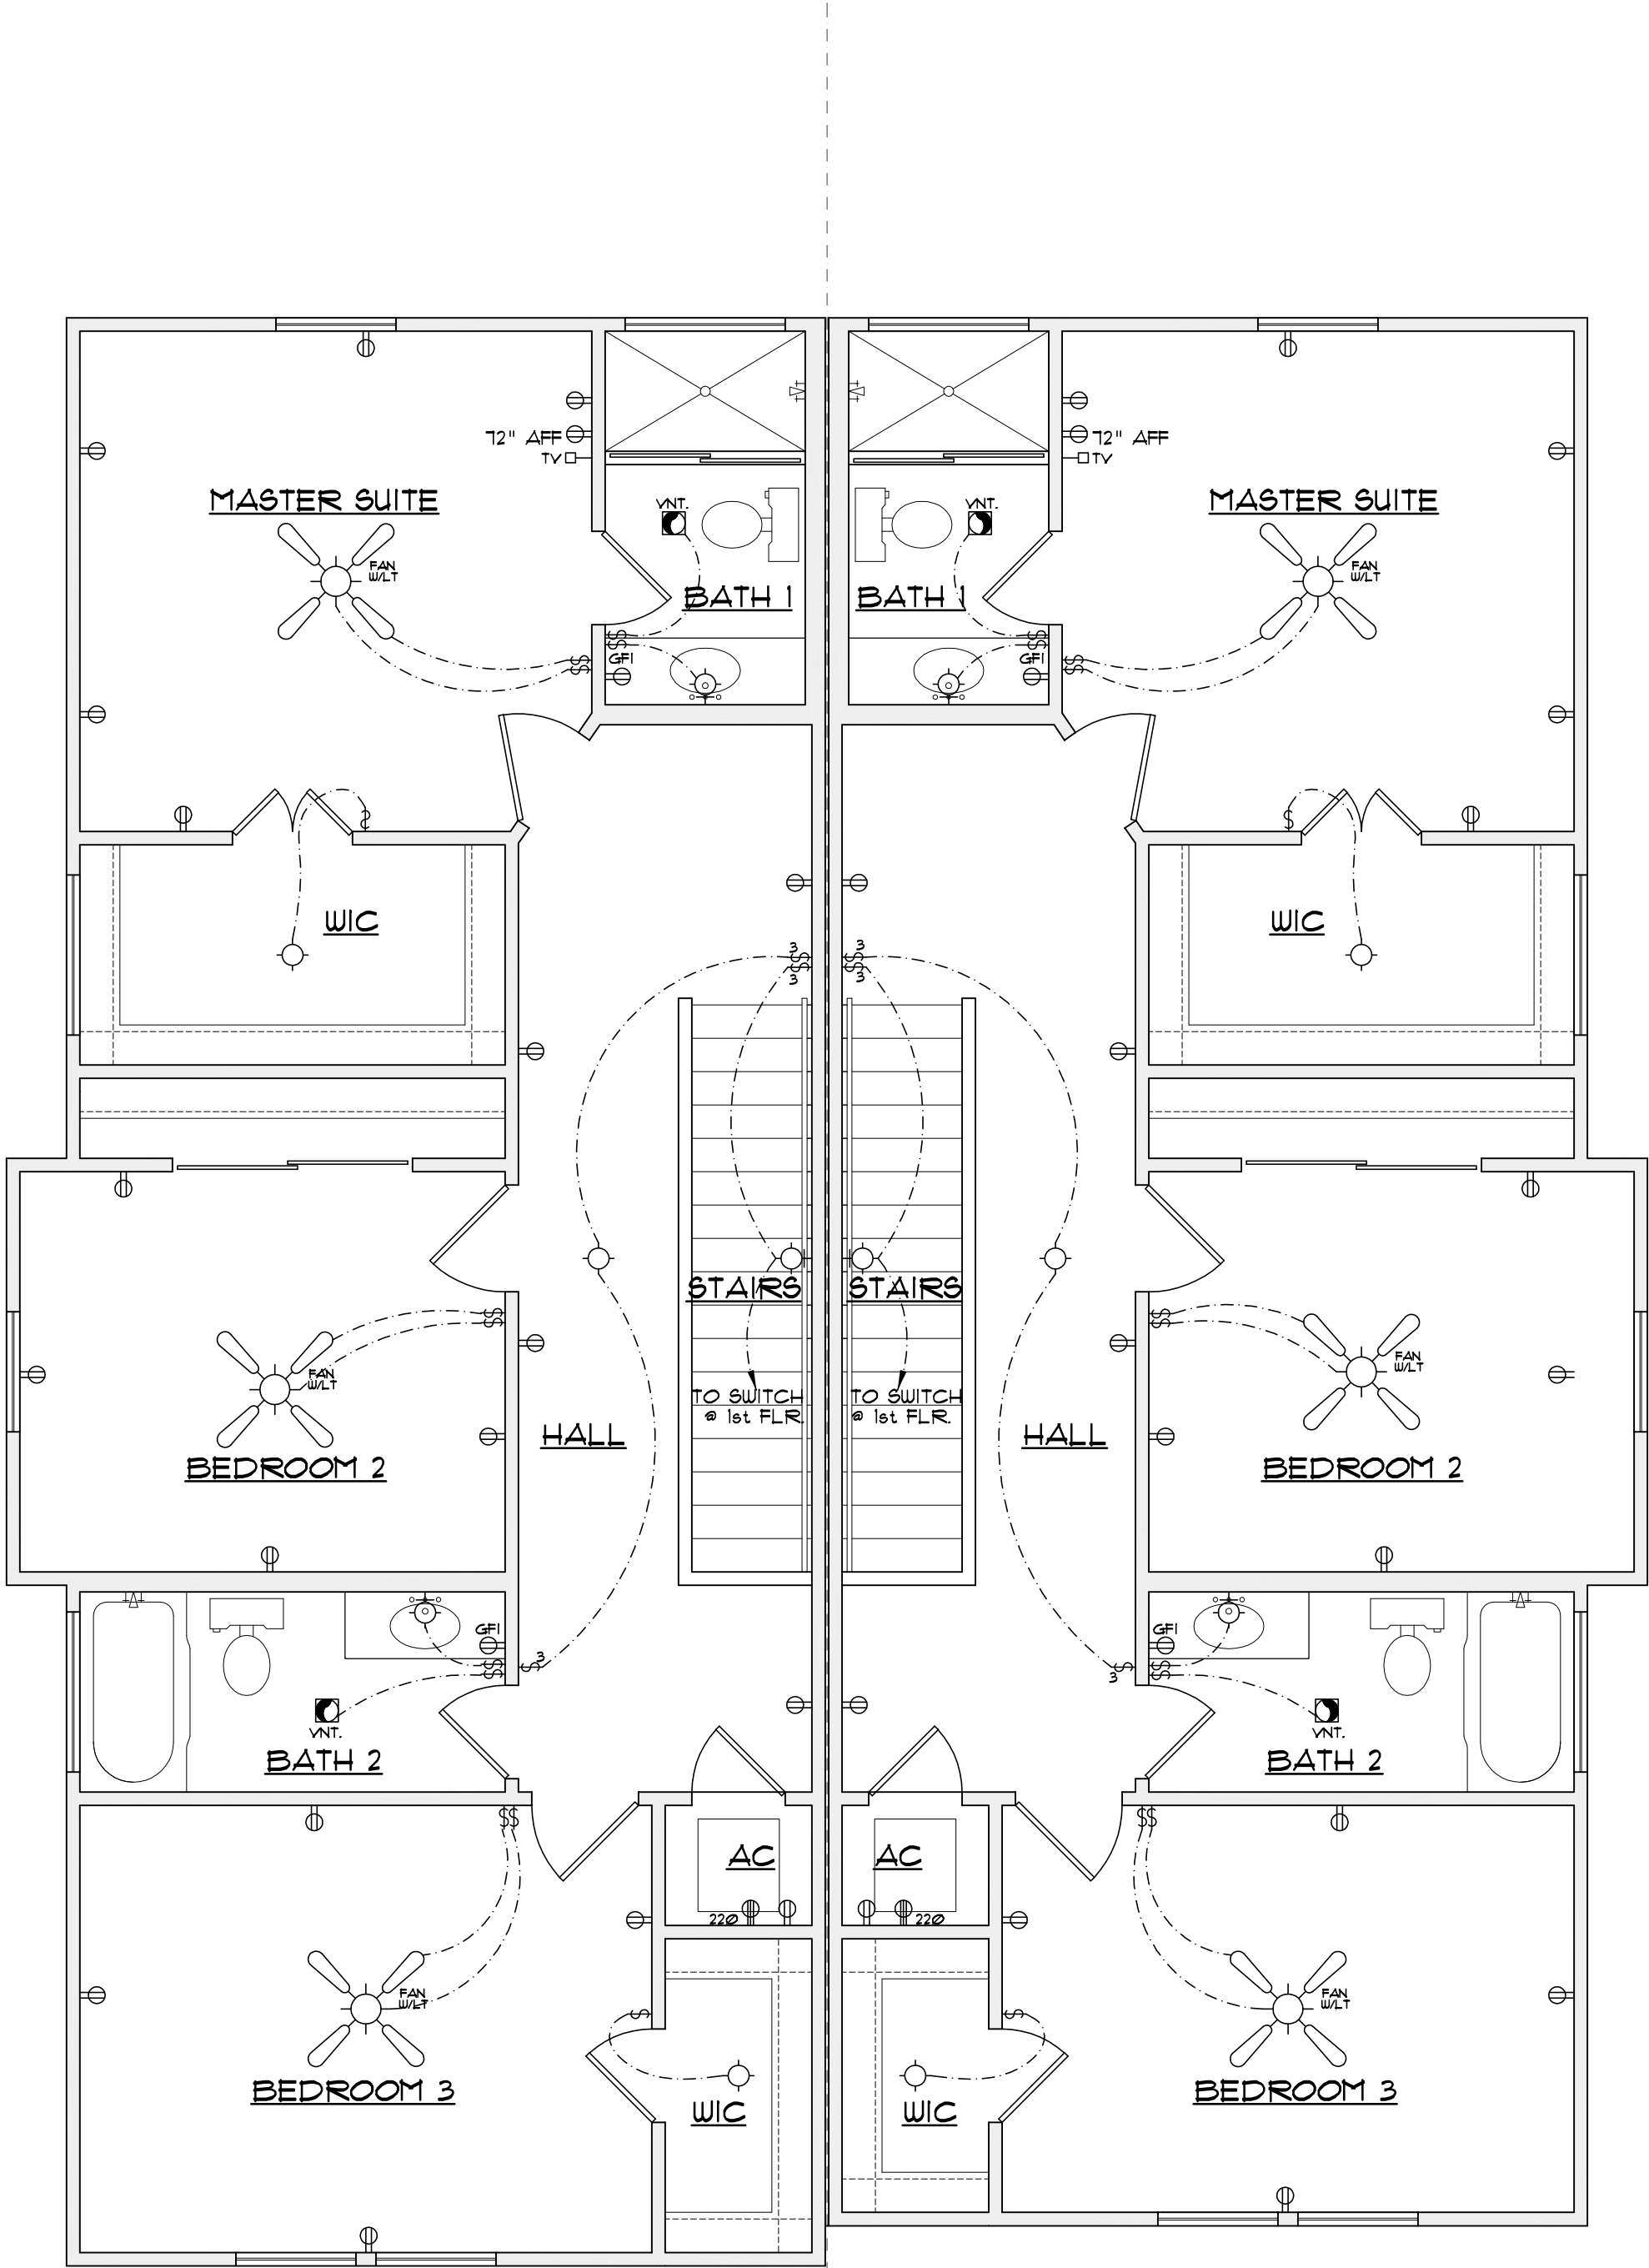 72" AFF
72" AFF
TV
TV
MASTER SUITE
VNT.
VNT.
MASTER SUITE
FAN
W/LT
FAN
W/LT
BATH 1
BATH 1
$
$
$
$
GFI
GFI
$
$
$
$
$
$
WIC
WIC
3
3
$
$
$
$
3
3
STAIRS
STAIRS
$
$
$
$
FAN
W/LT
FAN
W/LT
TO SWITCH
@ 1st FLR.
TO SWITCH
@ 1st FLR.
HALL
HALL
BEDROOM 2
BEDROOM 2
GFI
GFI
$
$
$ 3
3 $
$
$
VNT.
VNT.
BATH 2
BATH 2
$$
$$
AC
AC
220
220
FAN
W/LT
FAN
W/LT
$
$
BEDROOM 3
BEDROOM 3
WIC
WIC